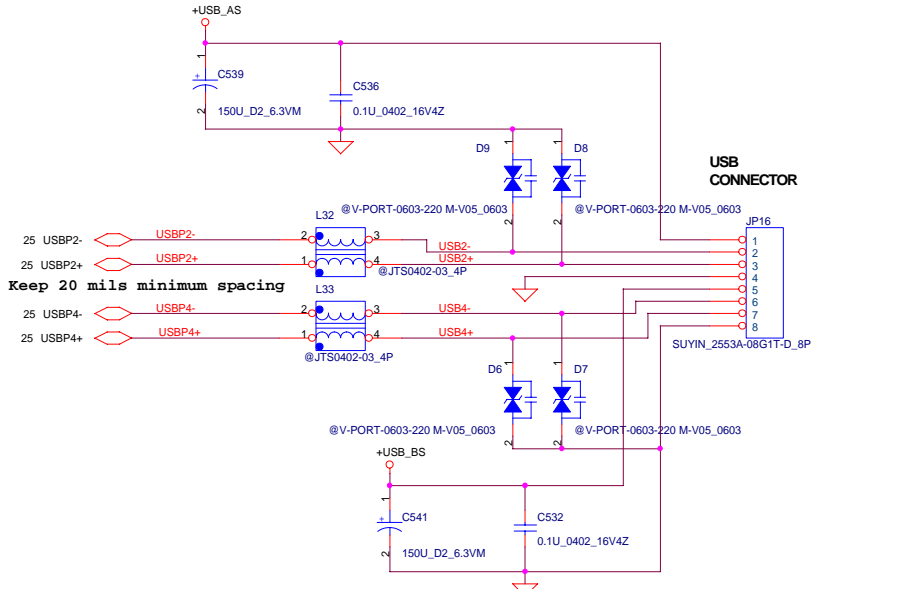 +USB_AS
1
+ C539
2 150U_D2_6.3VM
C536
0.1U_0402_16V4Z
D9 1
D8 1
USB
CONNECTOR
@V-PORT-0603-220 M-V05_0603
@V-PORT-0603-220 M-V05_0603
2
2
L32
JP16
25 USBP2- USBP2- 2 3 USB2- 1
2
25 USBP2+ USBP2+ 1 4 USB2+ 3
@JTS0402-03_4P
4
Keep 20 mils minimum spacing
L33
5
6
25 USBP4- USBP4- 2 3 USB4- 7
8
25 USBP4+ USBP4+ 1 4 USB4+
SUYIN_2553A-08G1T-D_8P
@JTS0402-03_4P
D6 1
D7 1
@V-PORT-0603-220 M-V05_0603
@V-PORT-0603-220 M-V05_0603
2
2
+USB_BS
1
+ C541
2 150U_D2_6.3VM
C532
0.1U_0402_16V4Z